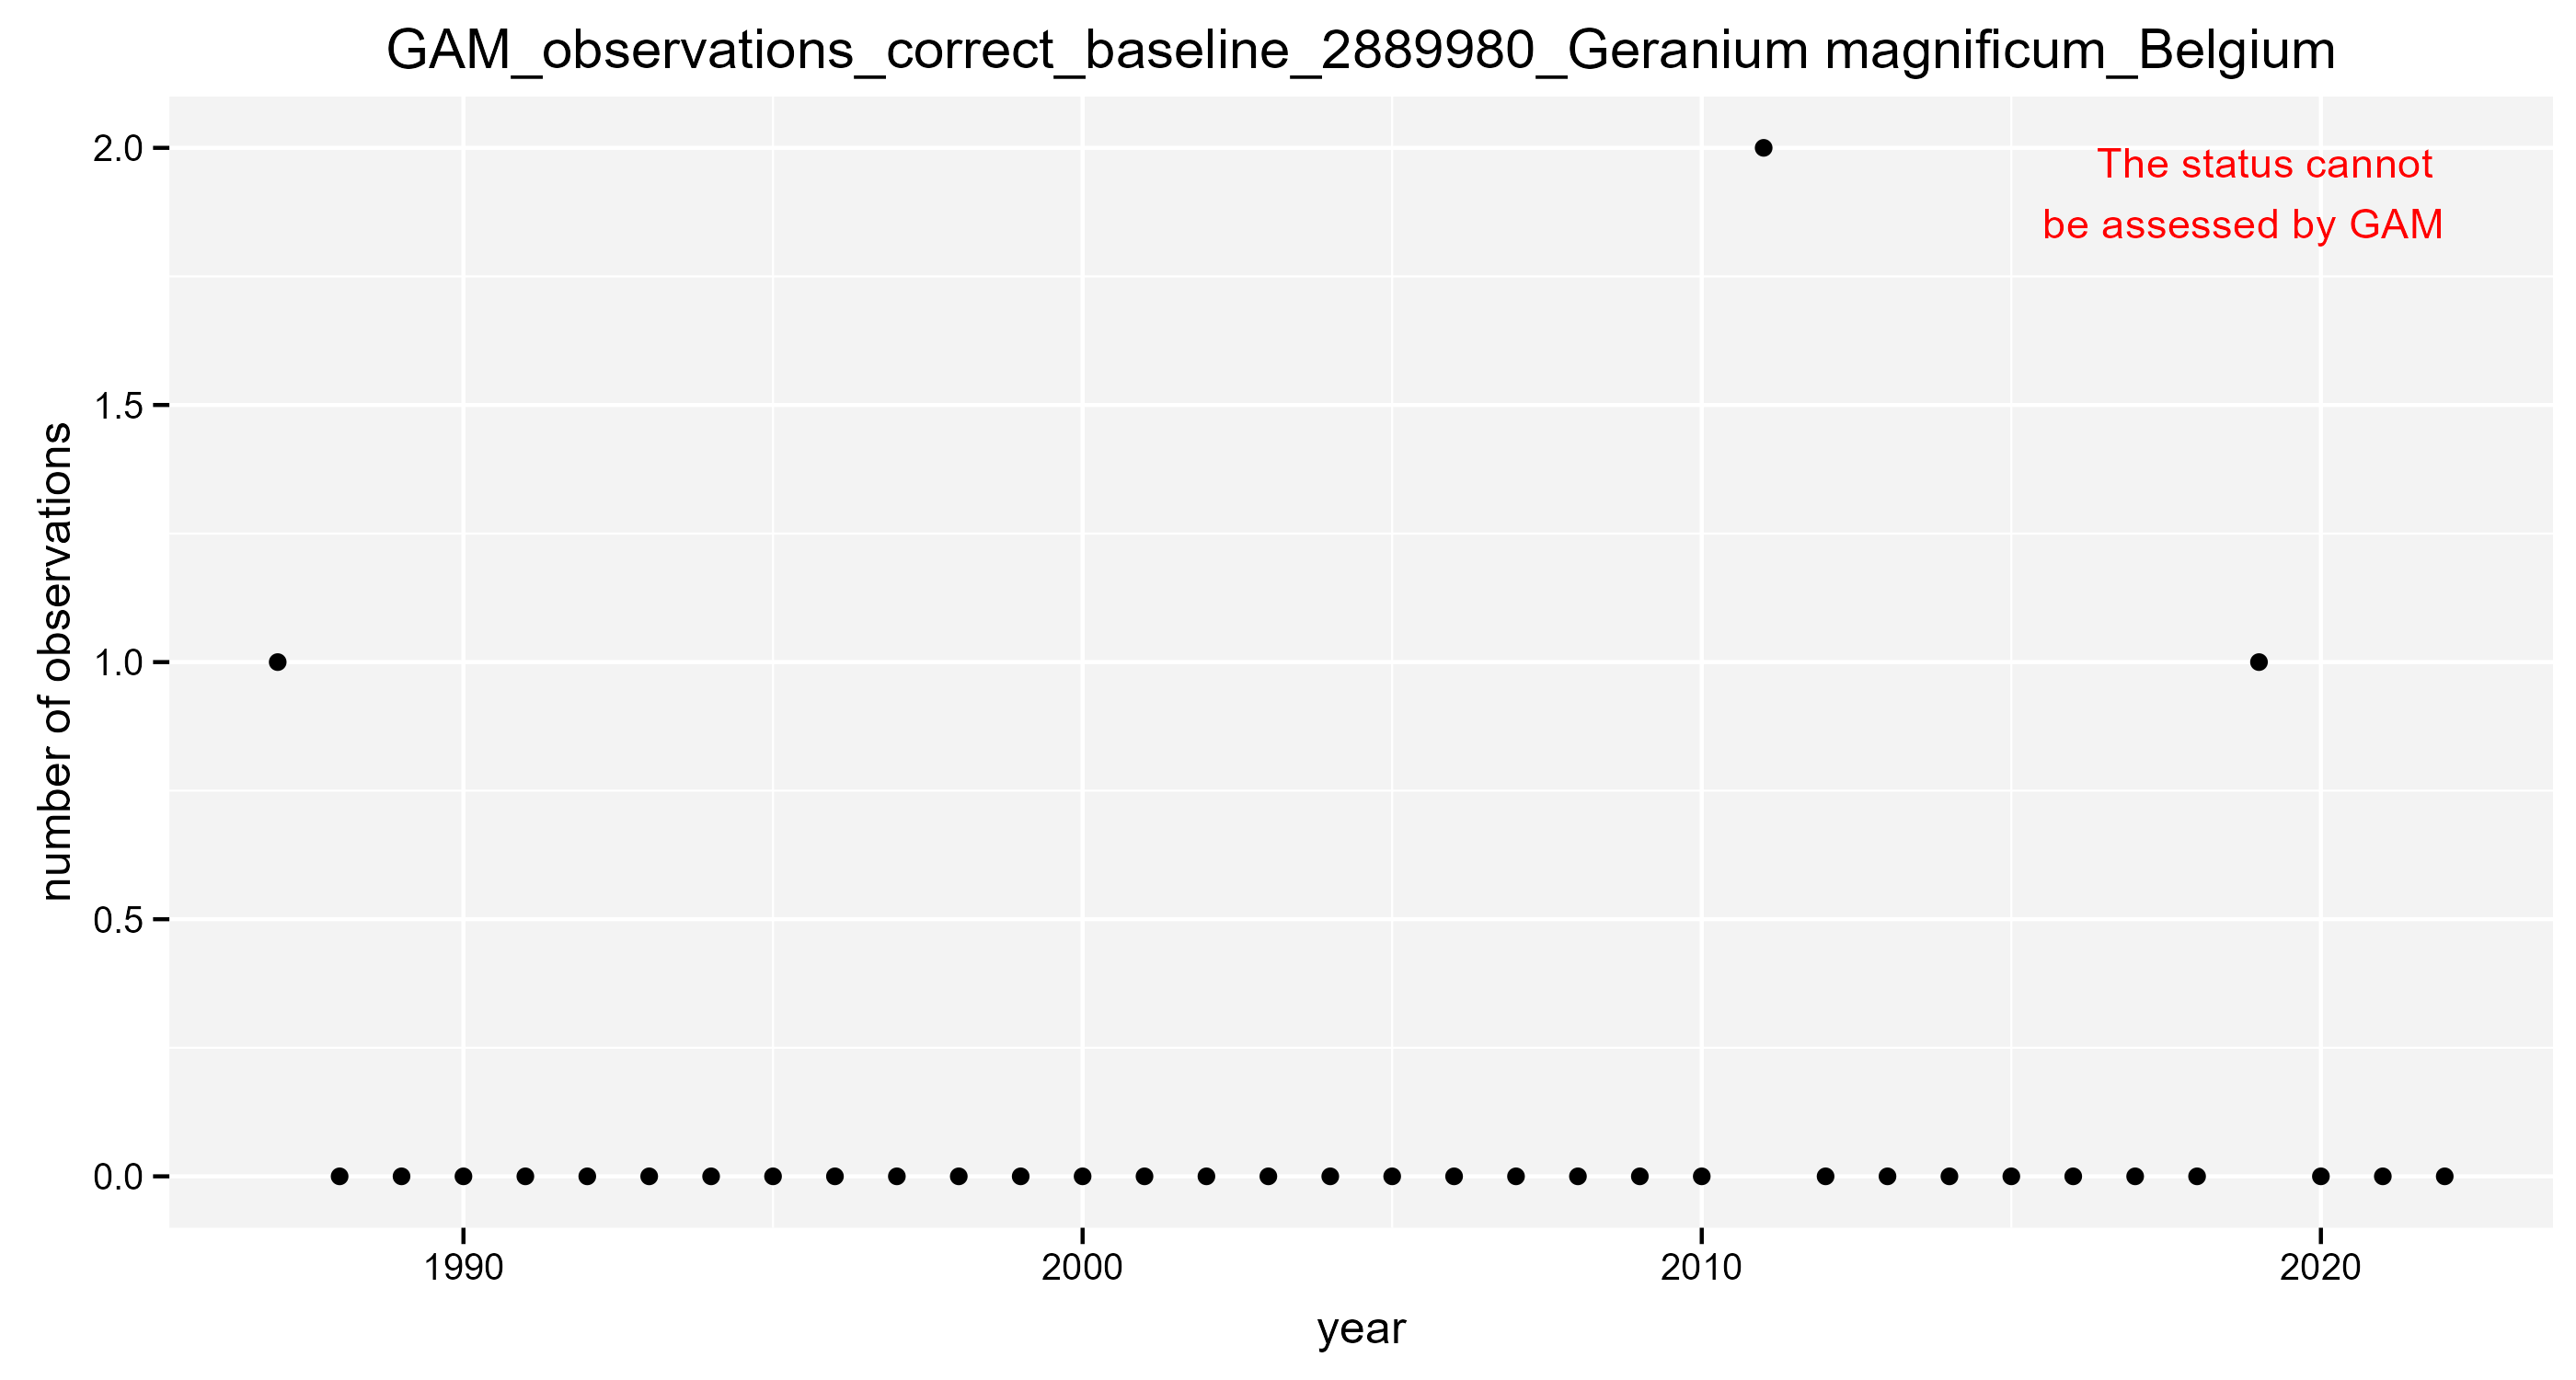 GAM_observations_correct_baseline_2889980_Geranium magnificum_Belgium
2.0
The status cannot
be assessed by GAM
1.5
number of observations
1.0
0.5
0.0
1990 2000 2010 2020
year